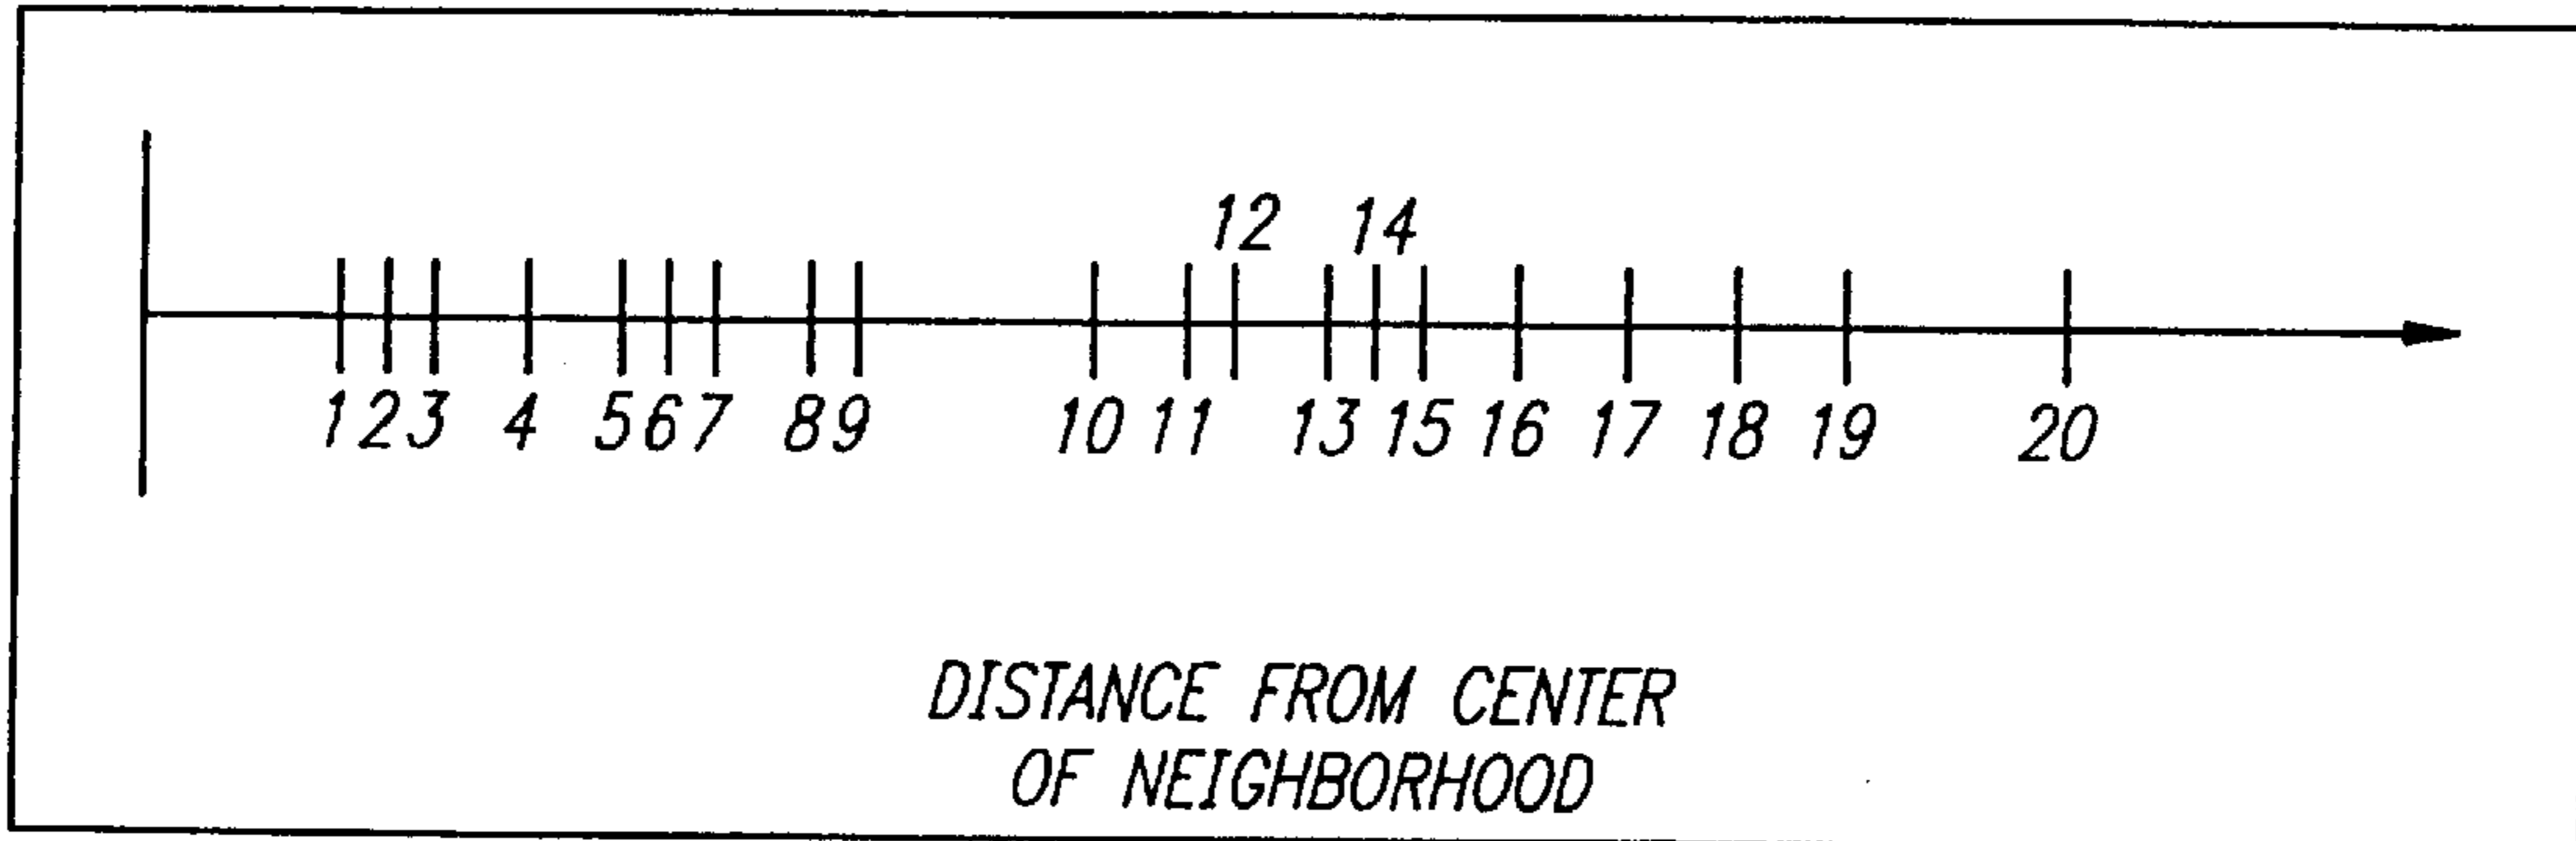 12 14
1 2 3 4 5 6 7 8 9 10 11 13 15 16 17 18 19 20
DISTANCE FROM CENTER
OF NEIGHBORHOOD